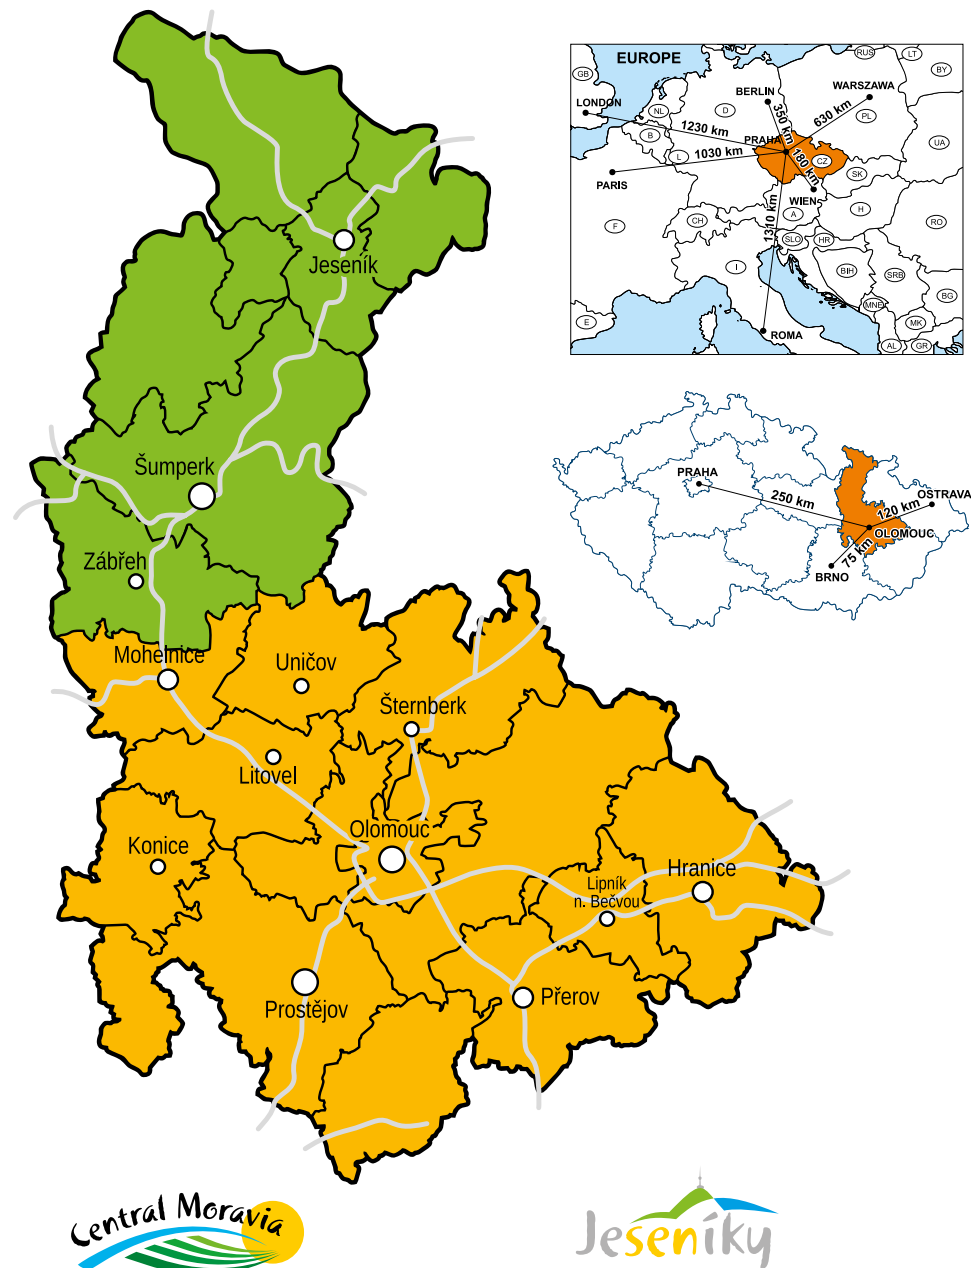 EUROPE
RUS
LT
GB
BY
BERLIN
WARSZAWA
LONDON
NL
D
350 km
630 km
PL
1230 km
B
PRAHA
UA
1030 km
L
180 km
CZ
SK
PARIS
WIEN
H
F
CH
1310 km
A
RO
SLO
HR
I
BIH
SRB
BG
MNE
E
MK
ROMA
AL
GR
Jeseník
Šumperk
PRAHA
250 km
OSTRAVA
120 km
OLOMOUC
75 km
BRNO
Zábřeh
Mohelnice
Uničov
Šternberk
Litovel
Olomouc
Konice
Hranice
Lipník
n. Bečvou
Přerov
Prostějov
Central Moravia
Jeseníky